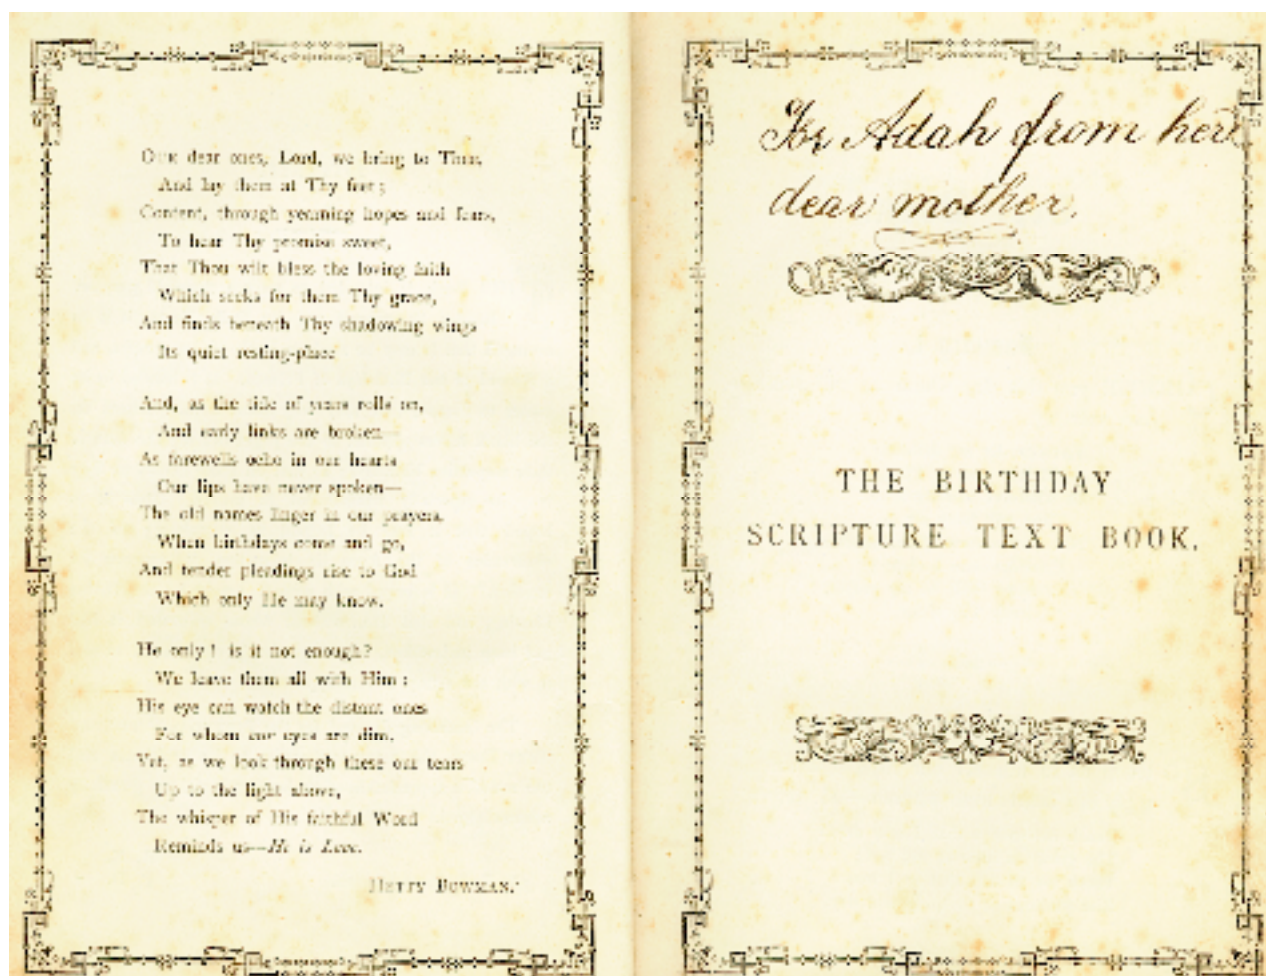 OUR dear ones, Lord, we bring to Thee,
And lay them at Thy feet;
Content, through yearning hopes and fears,
To hear Thy promise sweet,
That Thou wilt bless the loving faith
Which seeks for them Thy grace,
And finds beneath Thy shadowing wings
Its quiet resting-place
And, as the tide of years rolls on,
And early links are broken—
As farewells echo in our hearts
Our lips have never spoken—
The old names linger in our prayers,
When birthdays come and go,
And tender pleadings rise to God
Which only He may know.
He only! is it not enough?
We leave them all with Him;
His eye can watch the distant ones
For whom our eyes are dim.
Yet, as we look through these our tears
Up to the light above,
The whisper of His faithful Word
Reminds us—He is Love.
HETTY BOWMAN.
For Adah from her
dear mother.
THE BIRTHDAY
SCRIPTURE TEXT BOOK.